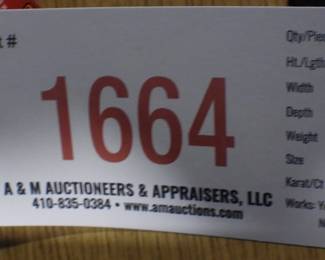 #
Qty/Pie
Ht./Lgth
Width
Depth
Weight
Size
Karat/Ct
Works: Y
N
1664
A & M AUCTIONEERS & APPRAISERS, LLC
410-835-0384 • www.amauctions.com